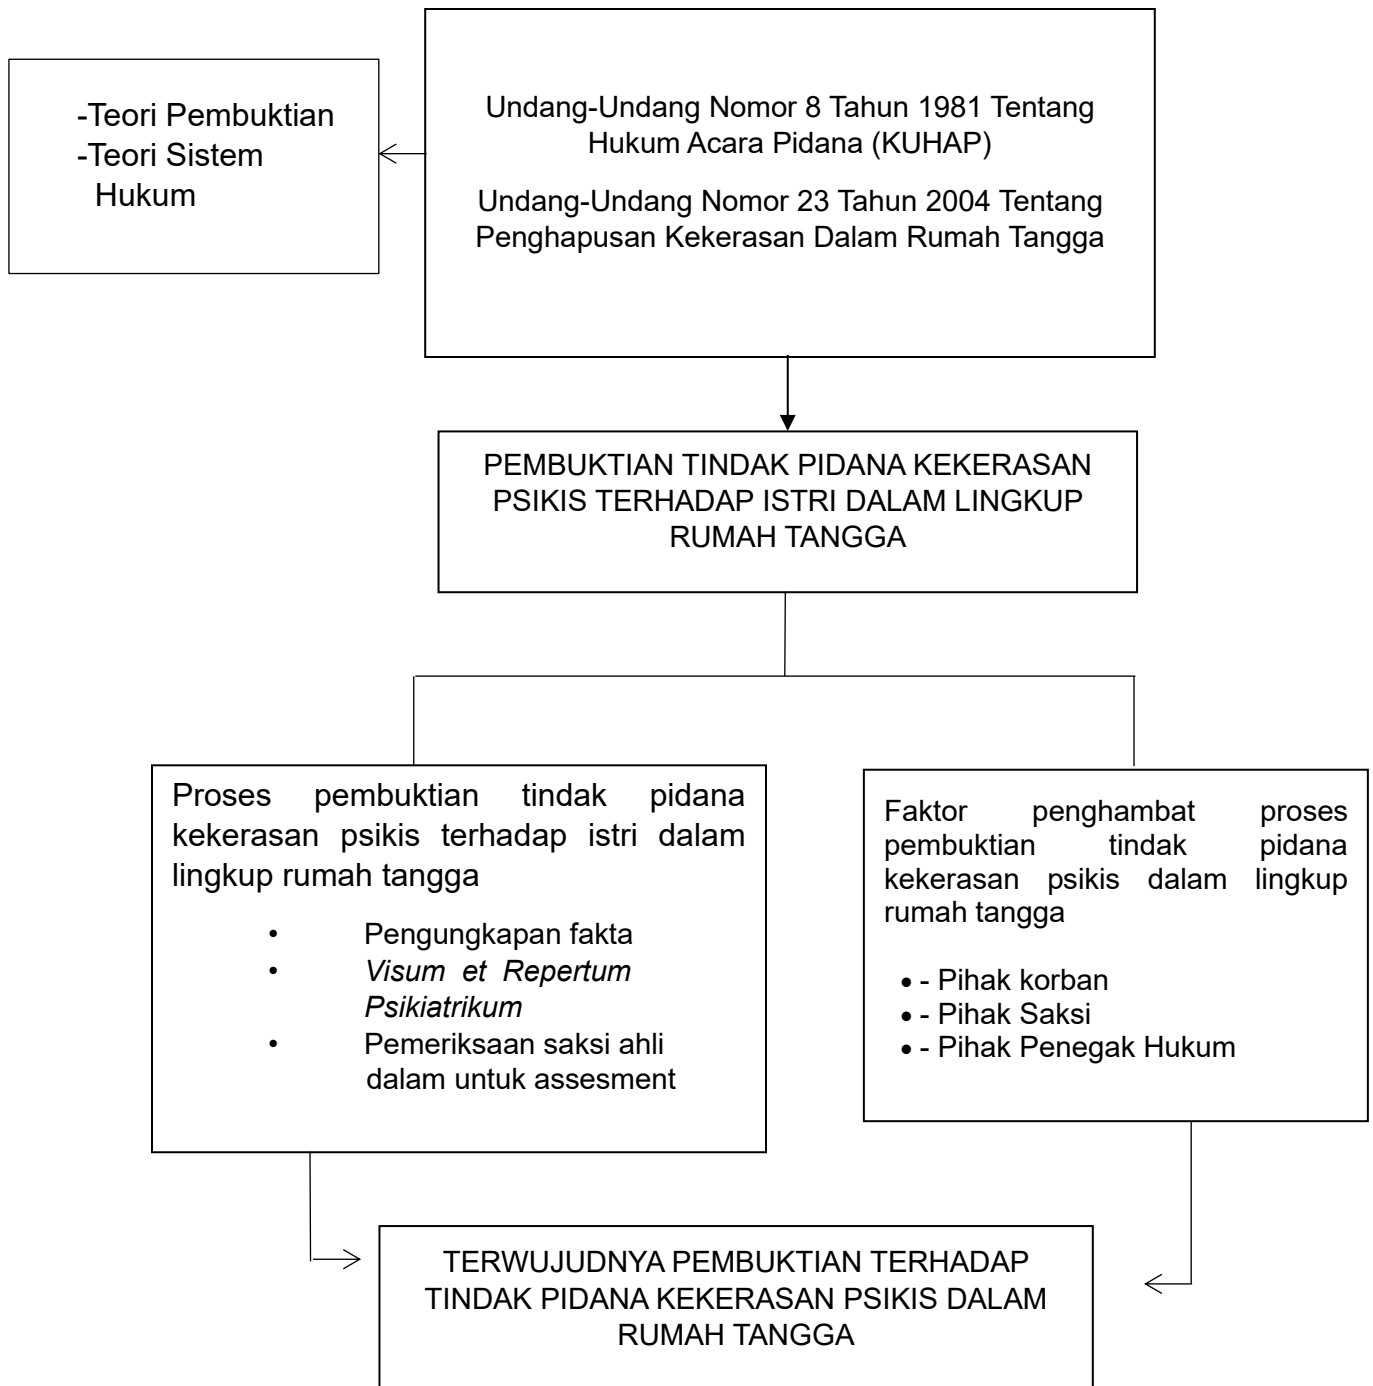 -Teori Pembuktian
-Teori Sistem
Hukum
Undang-Undang Nomor 8 Tahun 1981 Tentang
Hukum Acara Pidana (KUHAP)
Undang-Undang Nomor 23 Tahun 2004 Tentang
Penghapusan Kekerasan Dalam Rumah Tangga
PEMBUKTIAN TINDAK PIDANA KEKERASAN
PSIKIS TERHADAP ISTRI DALAM LINGKUP
RUMAH TANGGA
Proses pembuktian tindak pidana
kekerasan psikis terhadap istri dalam
lingkup rumah tangga
• Pengungkapan fakta
• Visum et Repertum
Psikiatrikum
• Pemeriksaan saksi ahli
dalam untuk assesment
Faktor penghambat proses
pembuktian tindak pidana
kekerasan psikis dalam lingkup
rumah tangga
• - Pihak korban
• - Pihak Saksi
• - Pihak Penegak Hukum
TERWUJUDNYA PEMBUKTIAN TERHADAP
TINDAK PIDANA KEKERASAN PSIKIS DALAM
RUMAH TANGGA